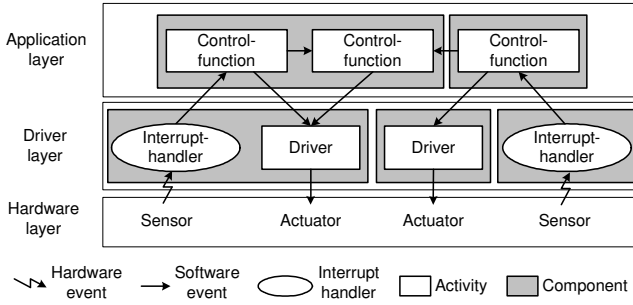 Application
layer
Control-
function
Control-
function
Control-
function
Driver
layer
Interrupt-
handler
Driver
Driver
Interrupt-
handler
Hardware
layer
Sensor
Actuator
Actuator
Sensor
Hardware
event
Software
event
Interrupt
handler
Activity
Component